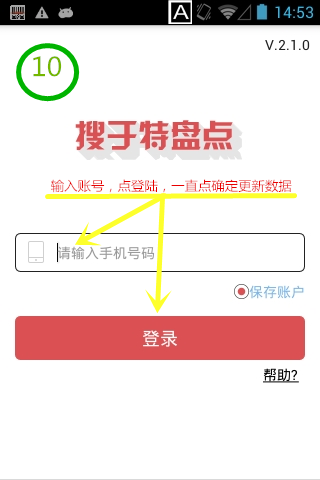 A 14:53
V.2.1.0
10
搜于特盘点
输入账号，点登陆，一直点确定更新数据
请输入手机号码
保存账户
登录
帮助?